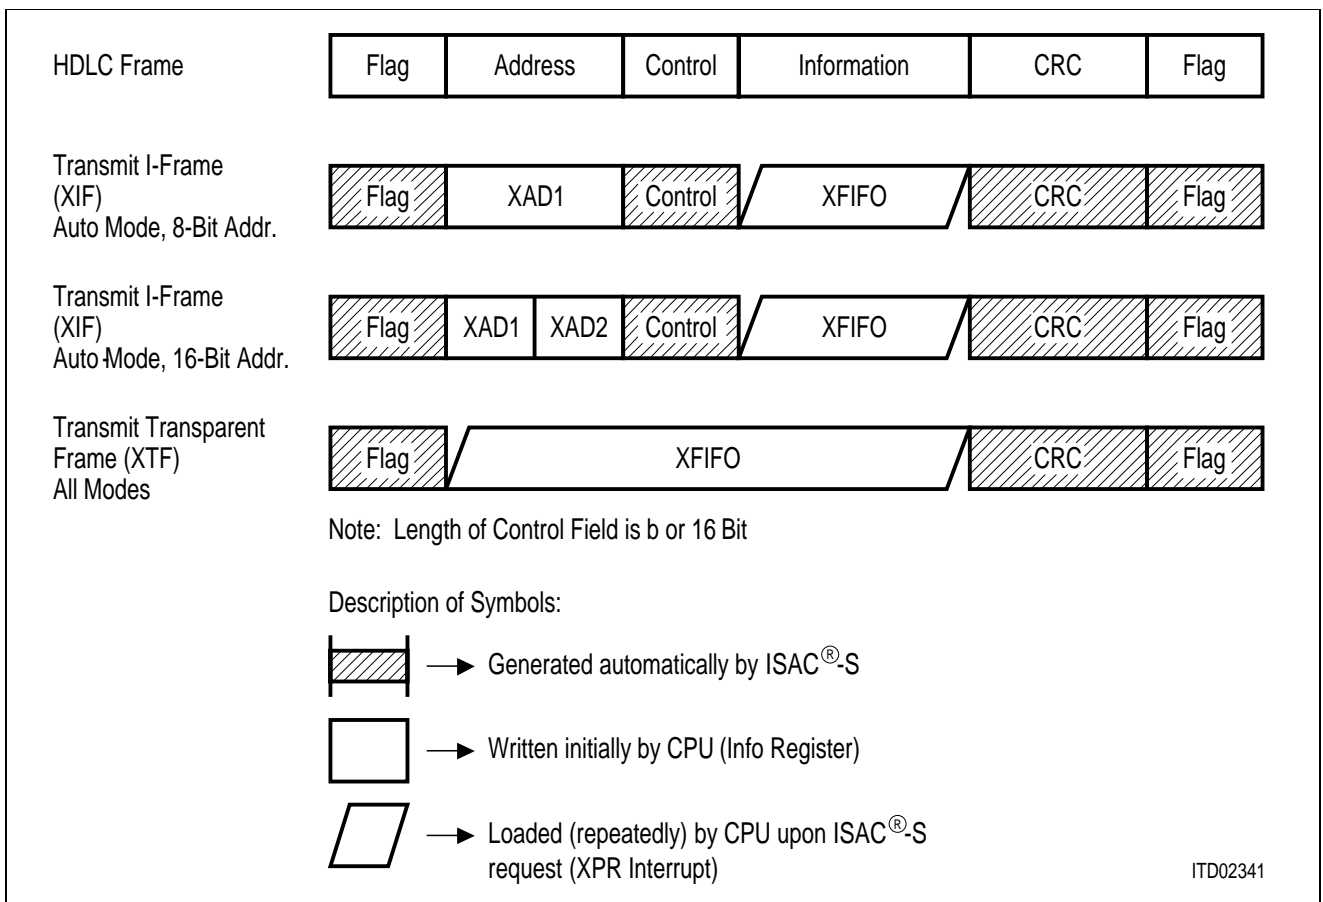 HDLC Frame Flag Address Control Information CRC Flag
Transmit I-Frame
(XIF)
Auto Mode, 8-Bit Addr.
Flag XAD1 Control XFIFO CRC Flag
Transmit I-Frame
(XIF)
Auto-Mode, 16-Bit Addr.
Flag XAD1 XAD2 Control XFIFO CRC Flag
Transmit Transparent
Frame (XTF)
All Modes
Flag XFIFO CRC Flag
Note: Length of Control Field is b or 16 Bit
Description of Symbols:
Generated automatically by ISAC®-S
Written initially by CPU (Info Register)
Loaded (repeatedly) by CPU upon ISAC®-S
request (XPR Interrupt)
ITD02341